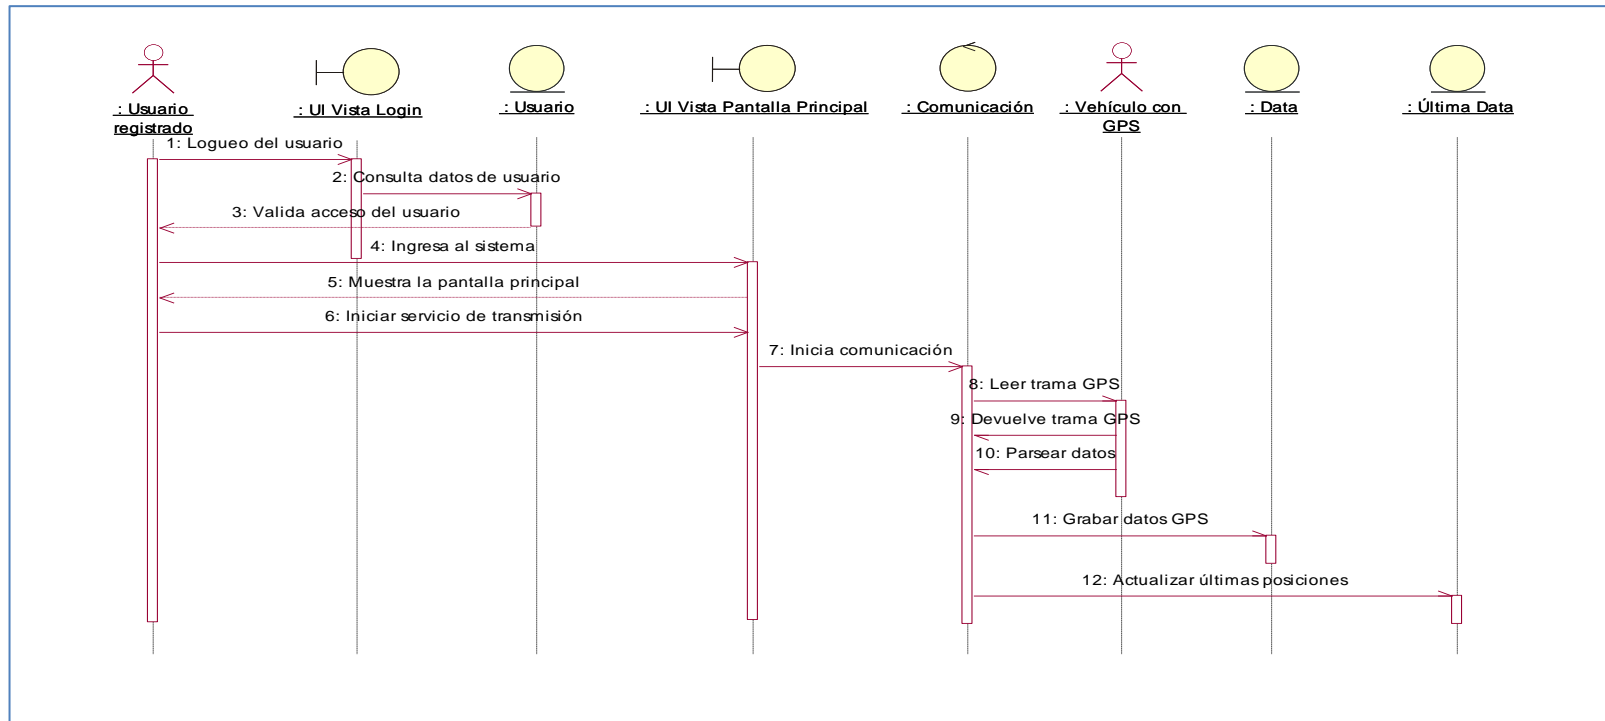 : Usuario
registrado
: UI Vista Login
: Usuario
: UI Vista Pantalla Principal
: Comunicación
: Vehículo con
GPS
: Data
: Última Data
1: Logueo del usuario
2: Consulta datos de usuario
3: Valida acceso del usuario
4: Ingresa al sistema
5: Muestra la pantalla principal
6: Iniciar servicio de transmisión
7: Inicia comunicación
8: Leer trama GPS
9: Devuelve trama GPS
10: Parsear datos
11: Grabar datos GPS
12: Actualizar últimas posiciones